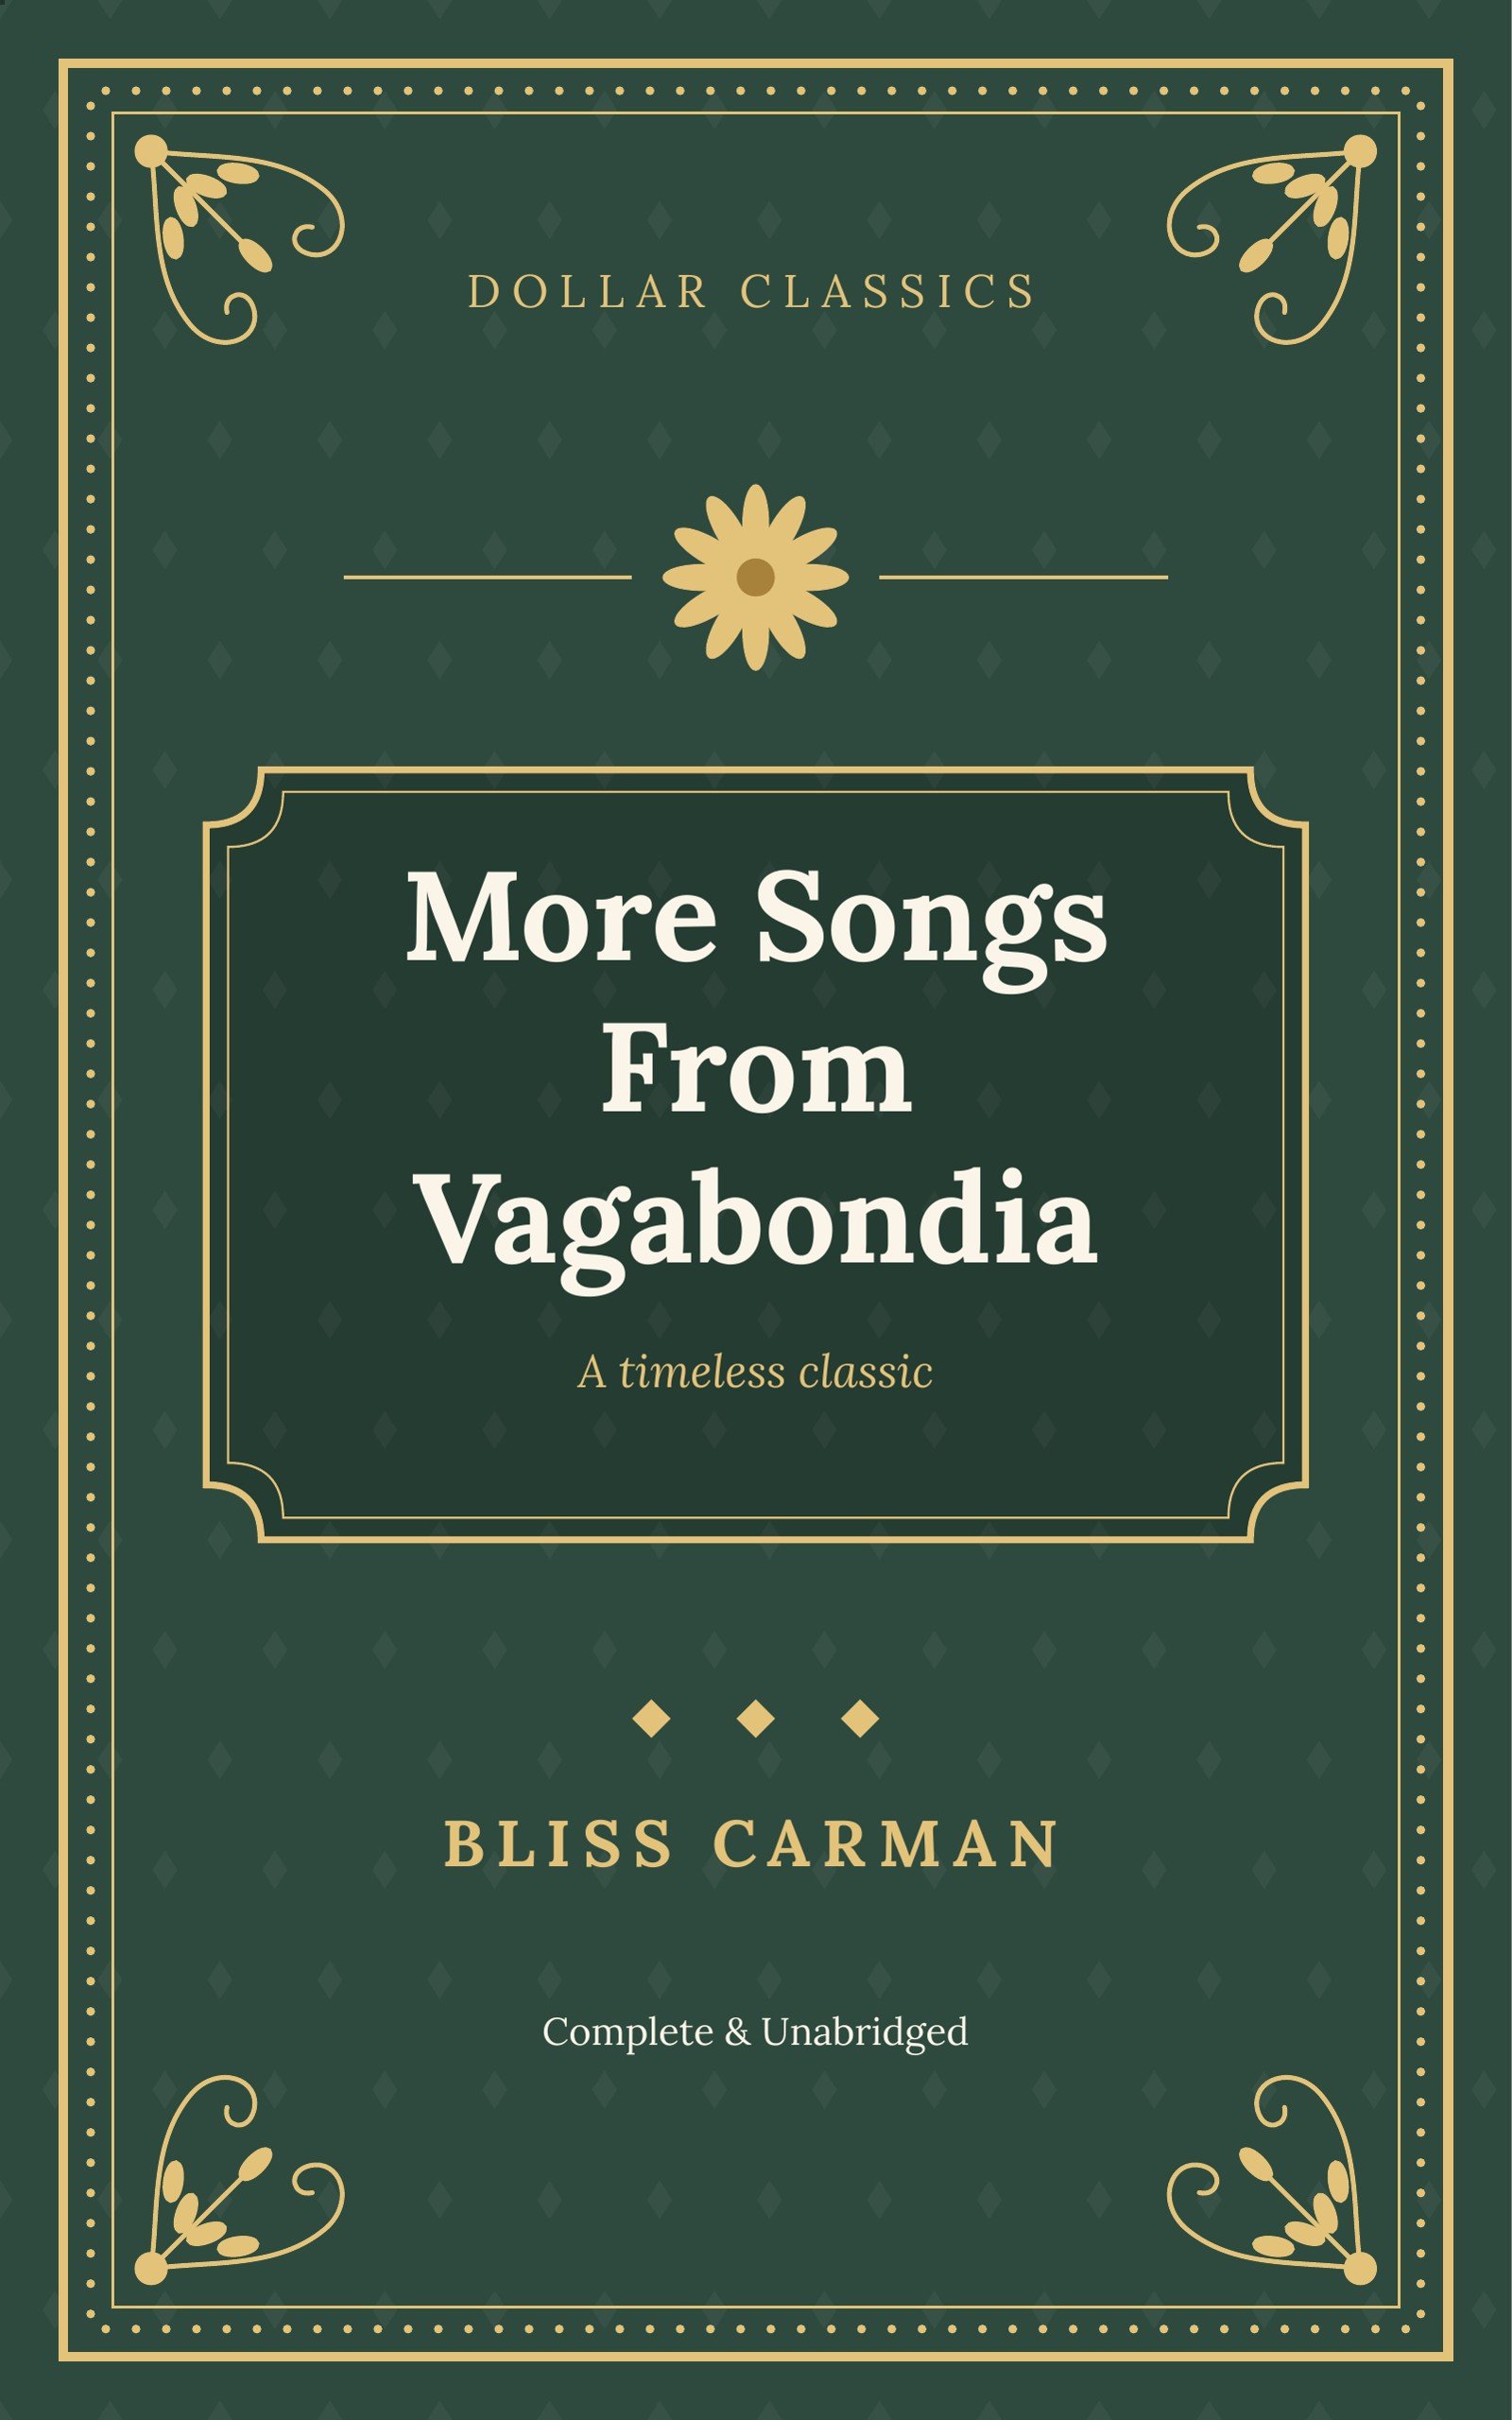 DOLLAR CLASSICS
More Songs
From
Vagabondia
A timeless classic
BLISS CARMAN
Complete & Unabridged